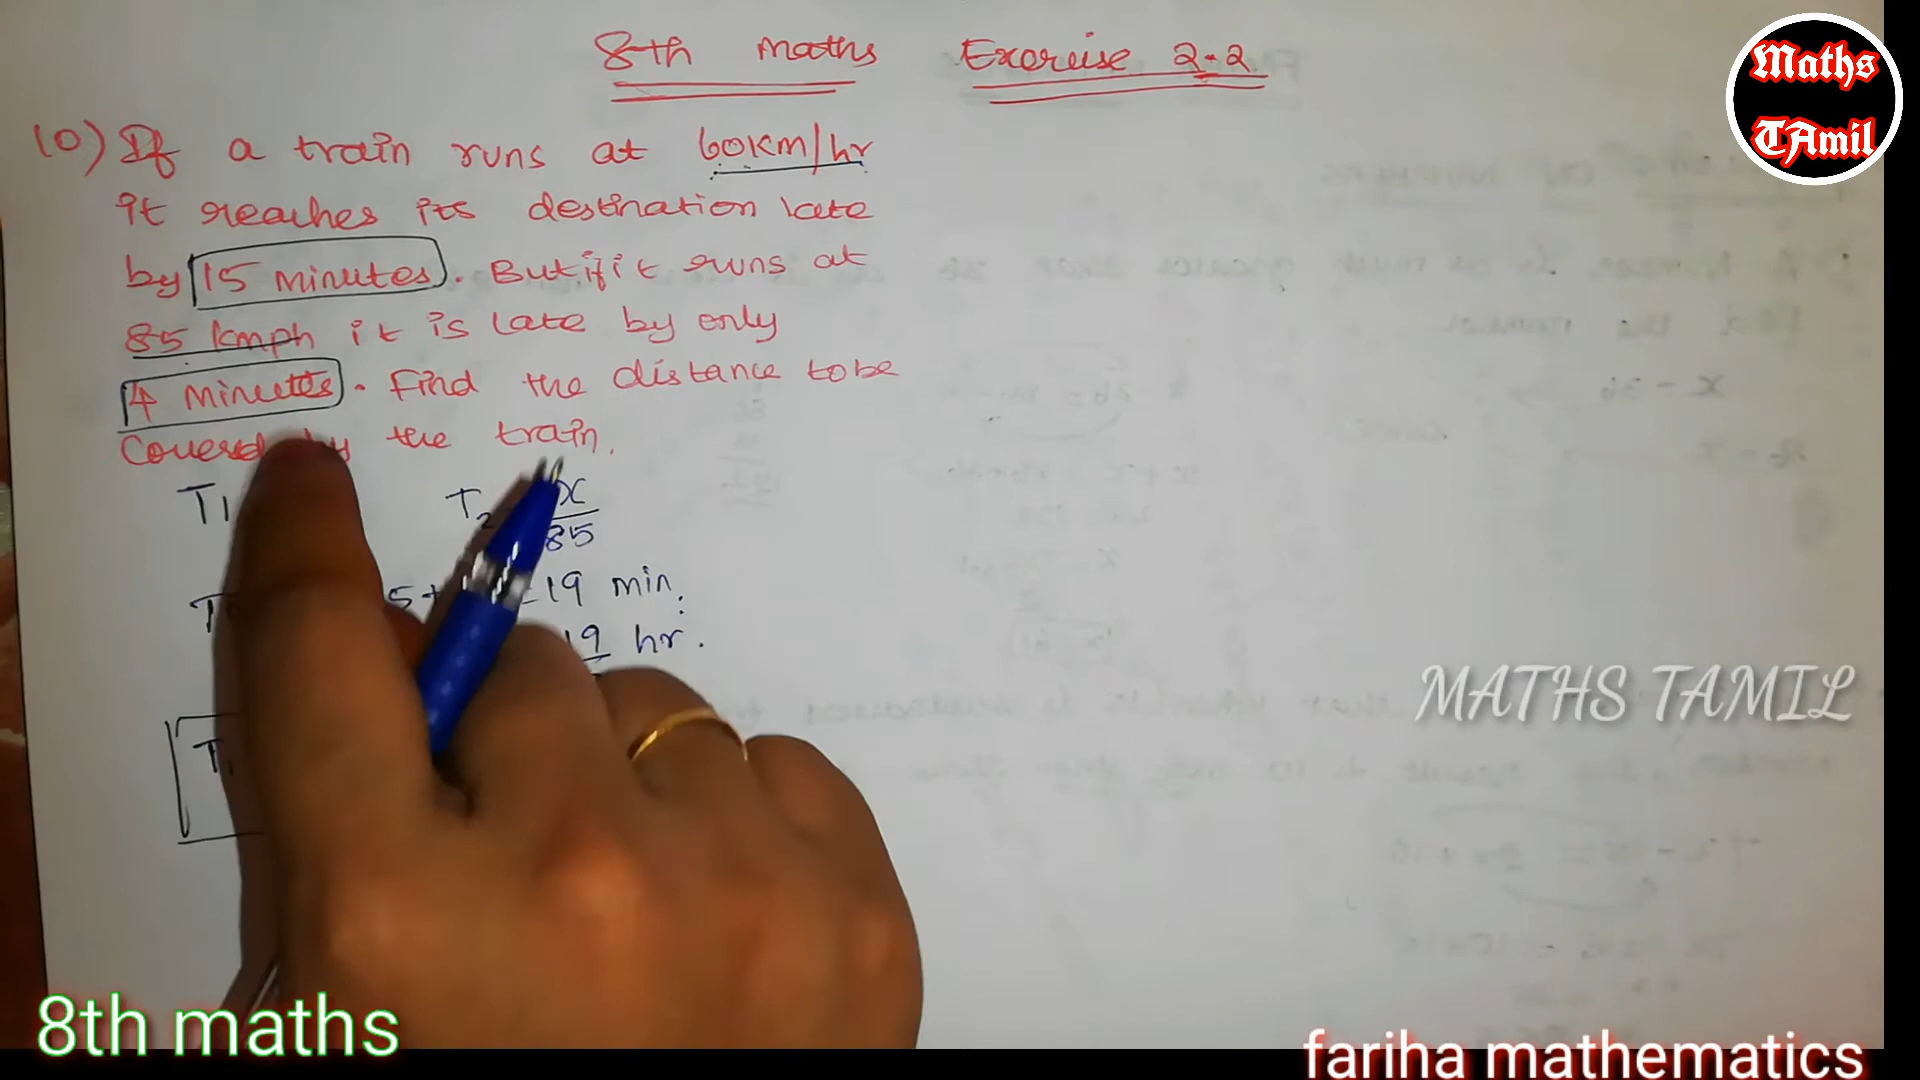 8th maths Exercise 2.2
10) If a train runs at 60KM/hr
it reaches its destination late
by 15 minutes. But if it runs at
85 kmph it is late by only
4 minutes. Find the distance to be
Covered by the train.
T1 T2 x/85
5+ =19 min.
19 hr.
T1
Maths
TAmil
MATHS TAMIL
8th maths
fariha mathematics